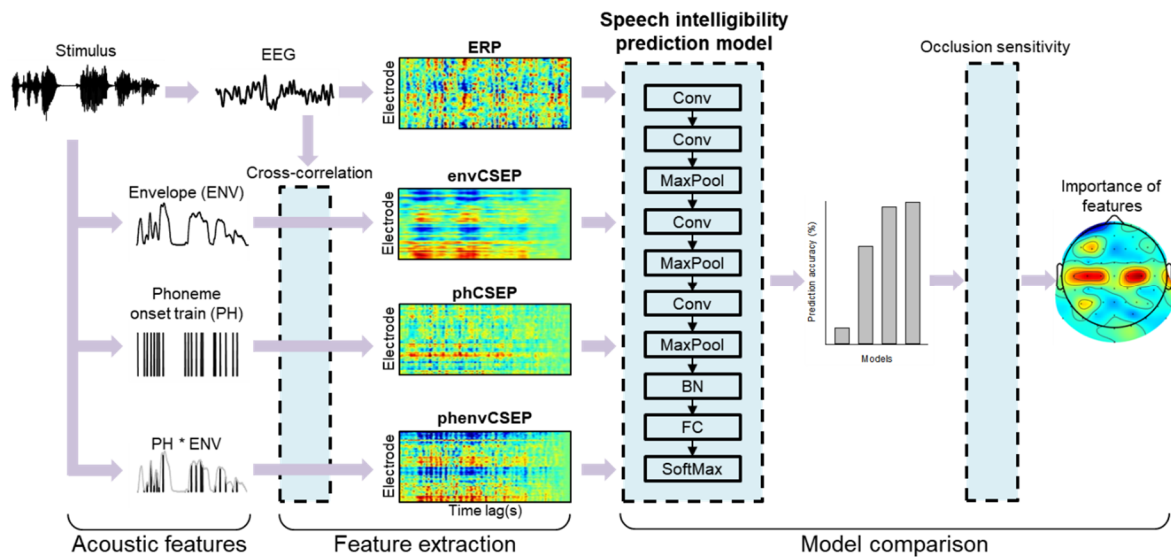 Stimulus
EEG
ERP
Electrode
Speech intelligibility
prediction model
Occlusion sensitivity
Cross-correlation
Envelope (ENV)
envCSEP
Electrode
Phoneme
onset train (PH)
phCSEP
Electrode
PH * ENV
phenvCSEP
Electrode
Time lag(s)
Conv
Conv
MaxPool
Conv
MaxPool
Conv
MaxPool
BN
FC
SoftMax
Prediction accuracy (%)
Models
Importance of
features
Acoustic features
Feature extraction
Model comparison